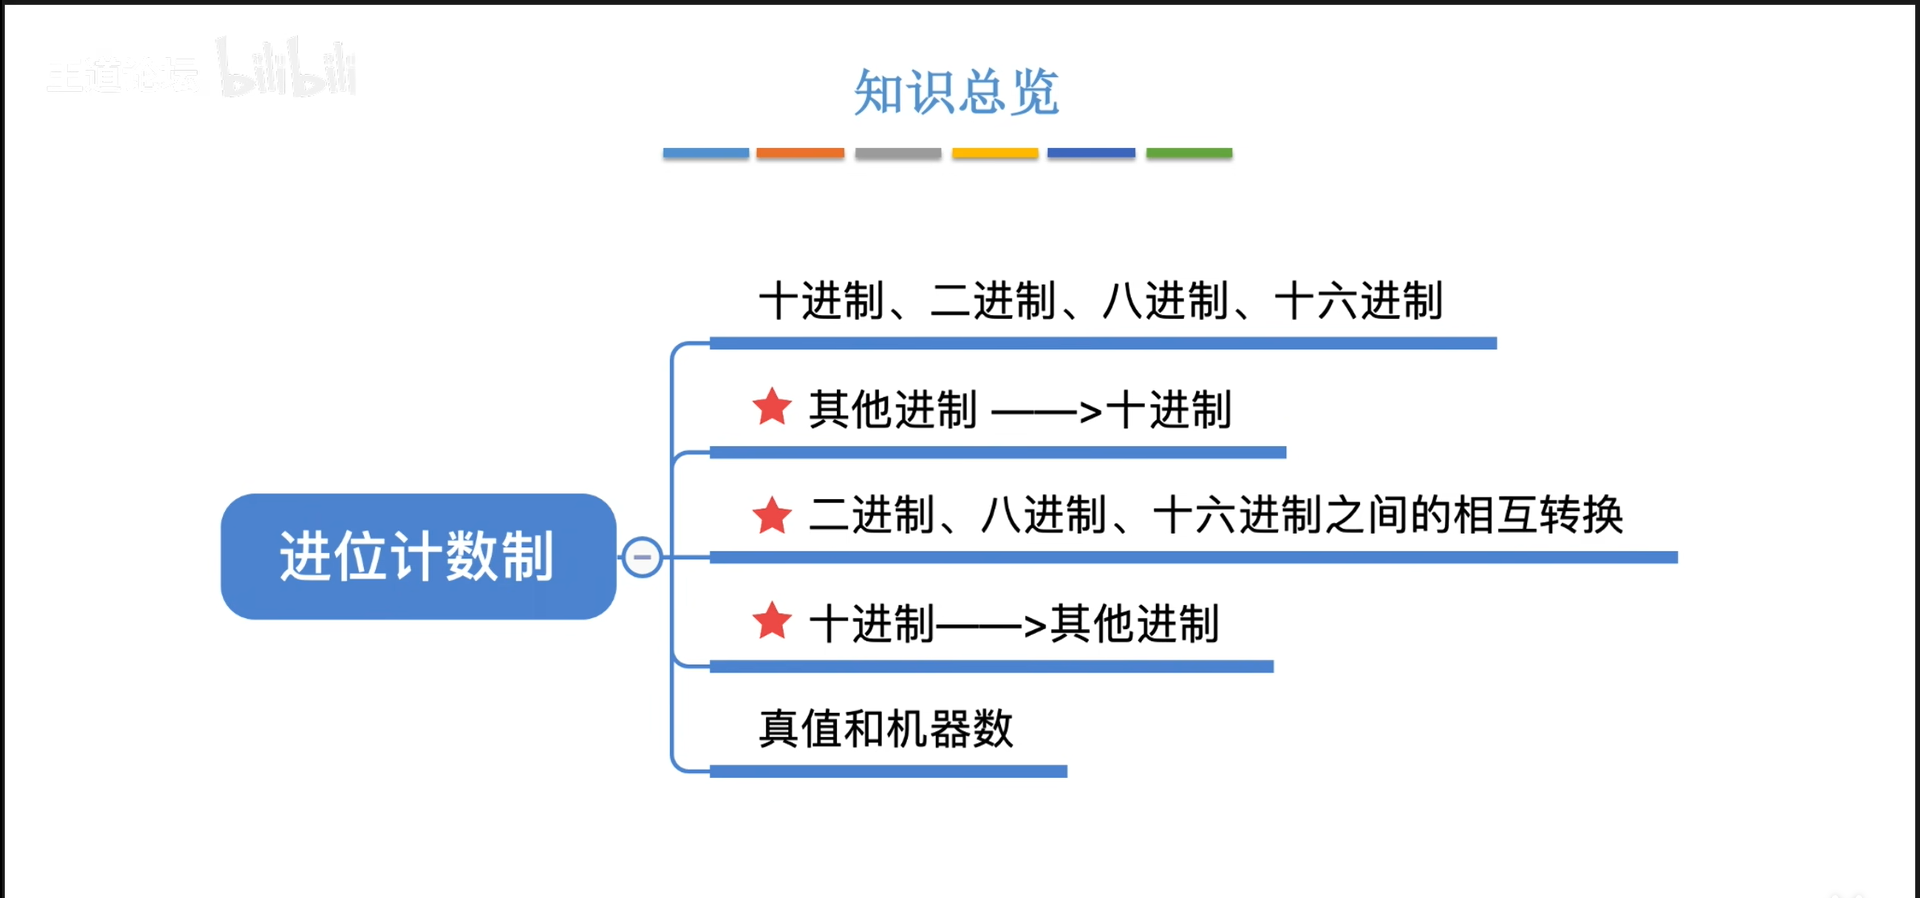 王道论坛 bilibili
知识总览
十进制、二进制、八进制、十六进制
其他进制 ——>十进制
二进制、八进制、十六进制之间的相互转换
进位计数制
十进制——>其他进制
真值和机器数